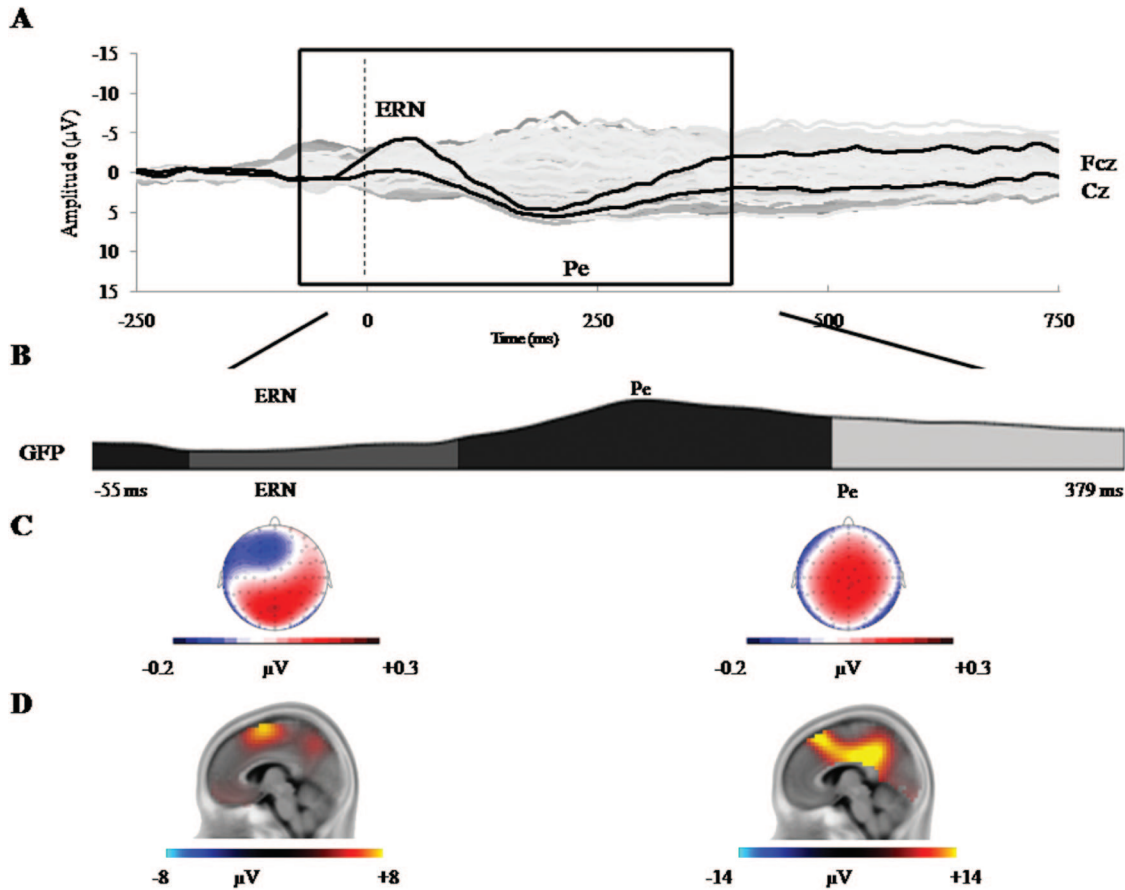 A
-15
-10
-5
0
5
10
15
Amplitude (µV)
ERN
Pe
Fcz
Cz
-250 0 250 500 750
Time (ms)
B
ERN Pe
GFP
-55 ms ERN Pe 379 ms
C
-0.2 µV +0.3 -0.2 µV +0.3
D
-8 µV +8 -14 µV +14